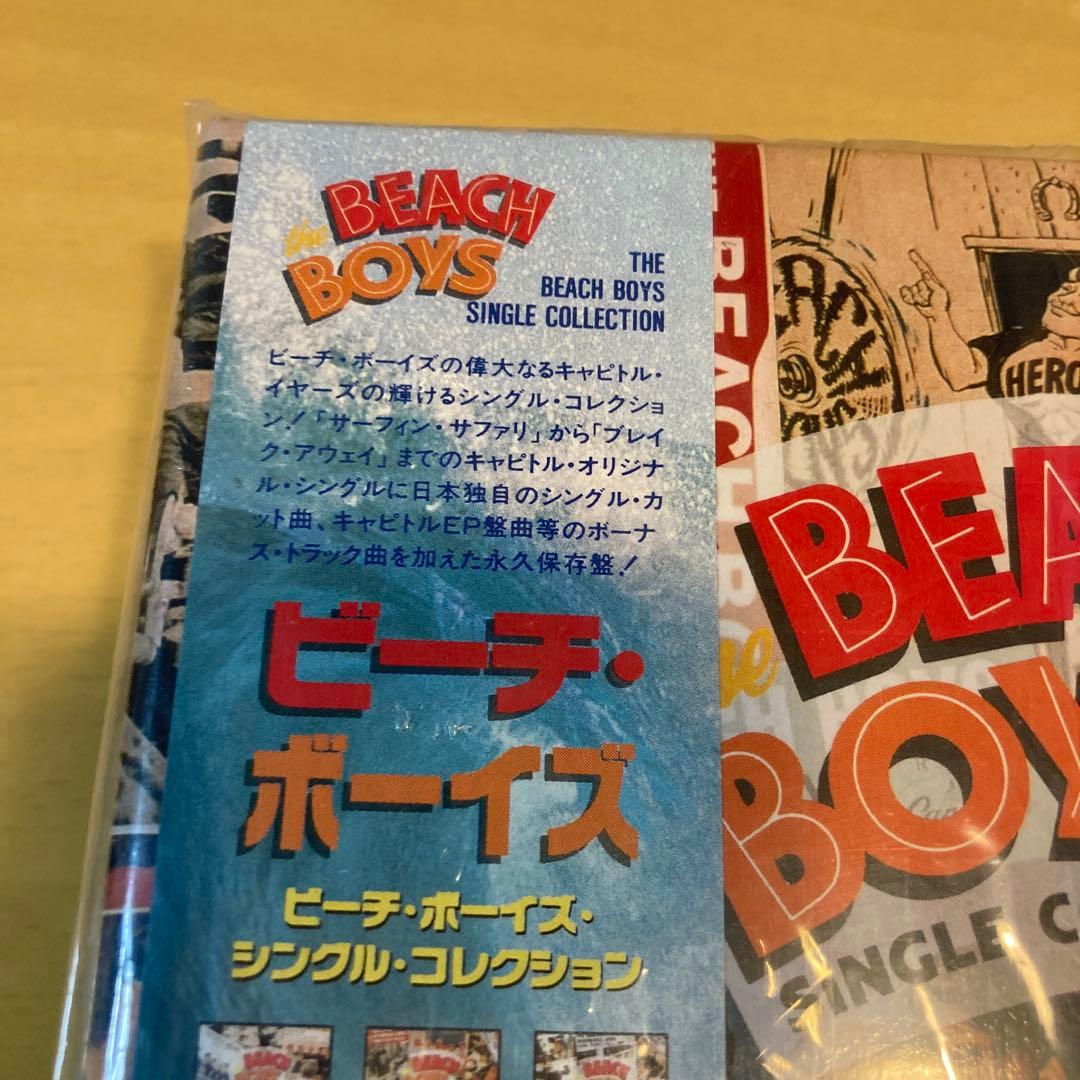 the
BEACH
BOYS
THE
BEACH BOYS
SINGLE COLLECTION
ビーチ・ボーイズの偉大なるキャピトル・
イヤーズの輝けるシングル・コレクショ
ン!「サーフィン・サファリ」から「ブレイ
ク・アウェイ」までのキャピトル・オリジナ
ル・シングルに日本独自のシングル・カ
ット曲、キャピトルEP盤曲等のボーナ
ス・トラック曲を加えた永久保存盤!
ビーチ・
ボーイズ
ビーチ・ボーイズ・
シングル・コレクション
BEACH
BEACH
BEACH
BEACH B
HERO
the
BEA
BOY
SINGLE C